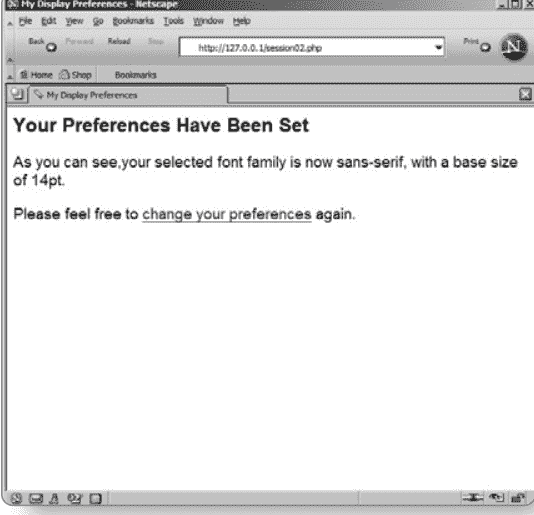 My Display Preferences - Netscape
File Edit View Go Bookmarks Tools Window Help
Back Forward Reload Stop http://127.0.0.1/session02.php Print N
Home Shop Bookmarks
My Display Preferences
Your Preferences Have Been Set
As you can see,your selected font family is now sans-serif, with a base size
of 14pt.
Please feel free to change your preferences again.